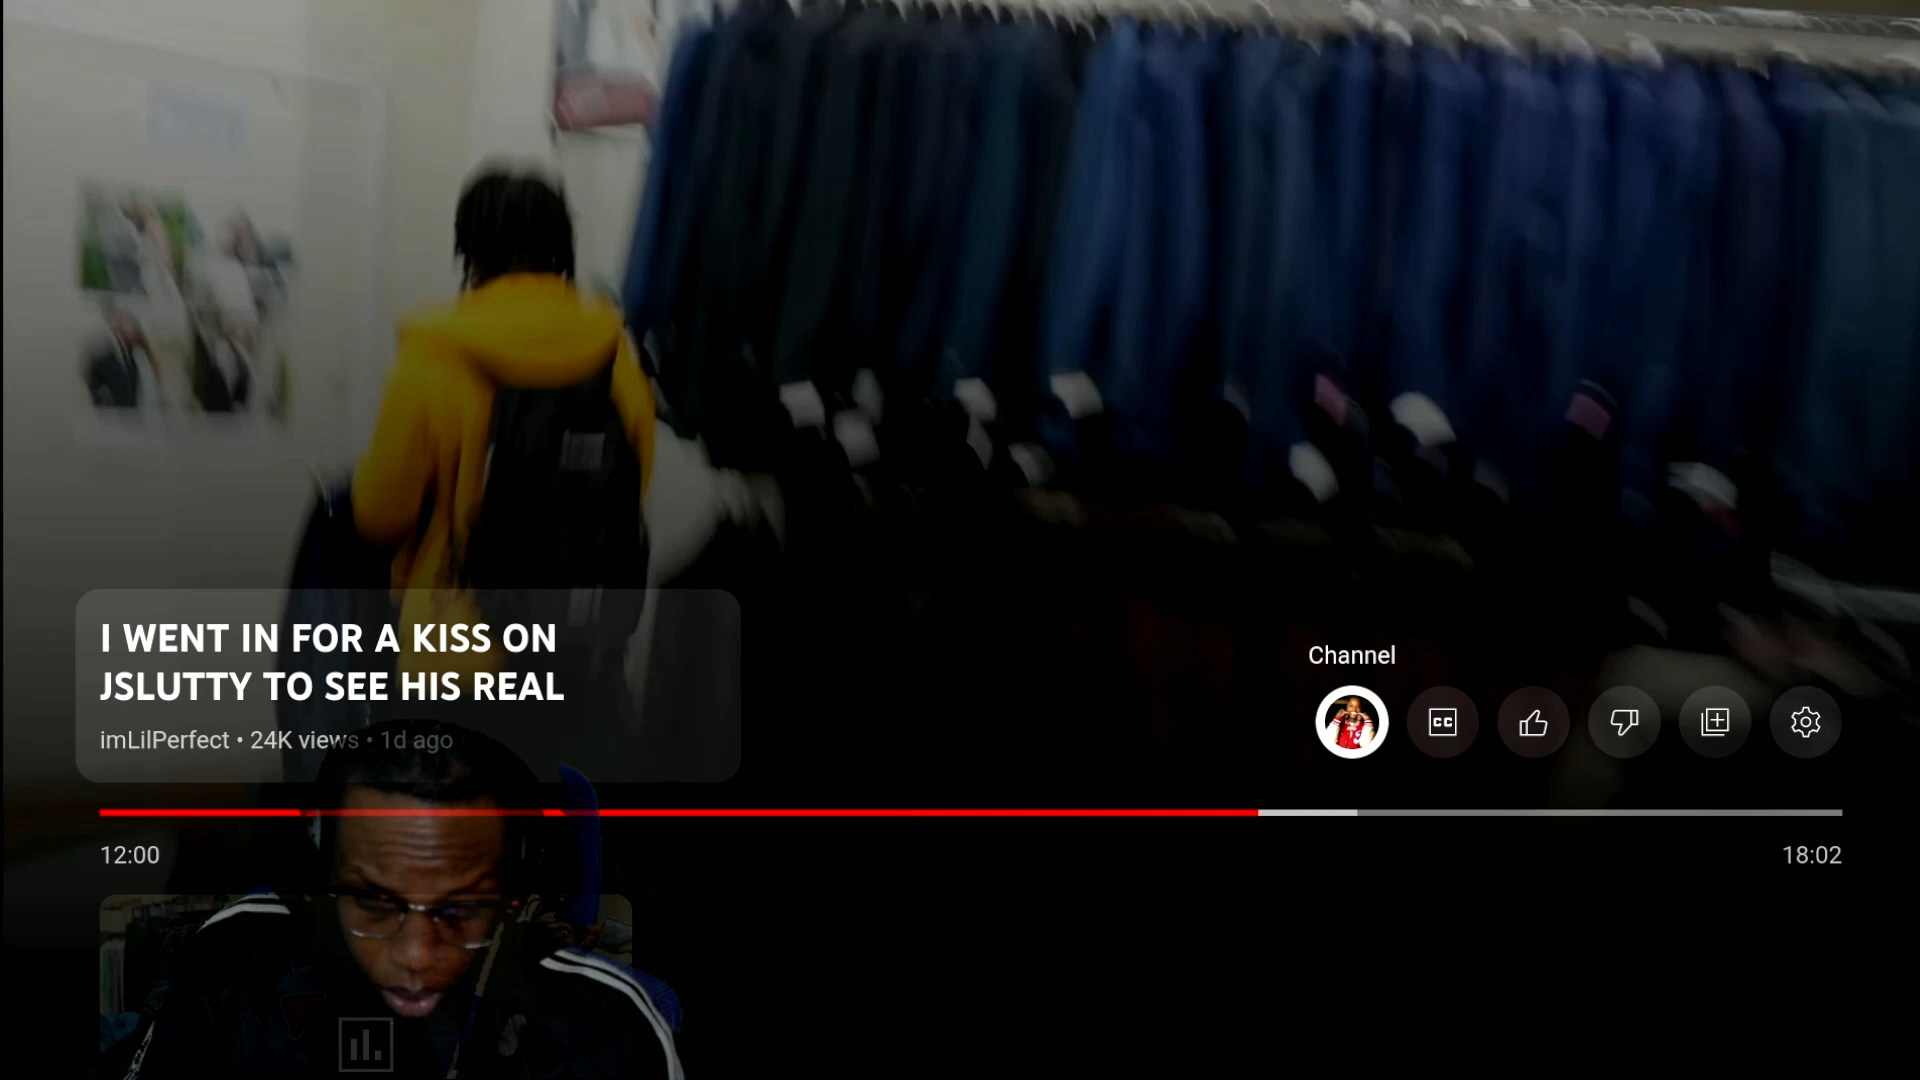 I WENT IN FOR A KISS ON
JSLUTTY TO SEE HIS REAL
imLilPerfect • 24K views • 1d ago
Channel
CC
12:00
18:02